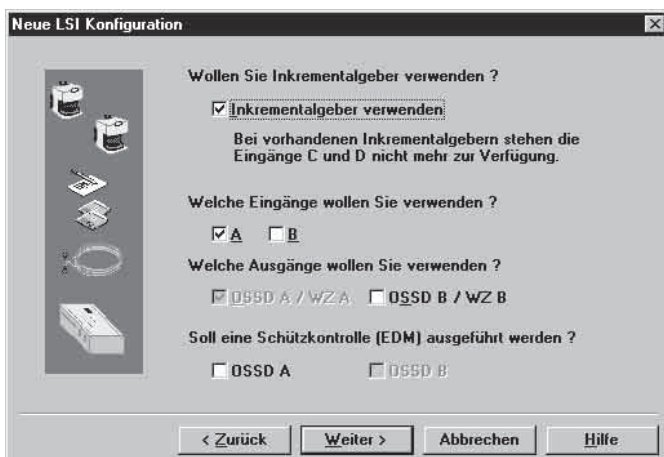 Neue LSI Konfiguration
Wollen Sie Inkrementalgeber verwenden ?
Inkrementalgeber verwenden
Bei vorhandenen Inkrementalgebern stehen die
Eingänge C und D nicht mehr zur Verfügung.
Welche Eingänge wollen Sie verwenden ?
A B
Welche Ausgänge wollen Sie verwenden ?
OSSD A / WZ A OSSD B / WZ B
Soll eine Schützkontrolle (EDM) ausgeführt werden ?
OSSD A OSSD B
< Zurück Weiter > Abbrechen Hilfe